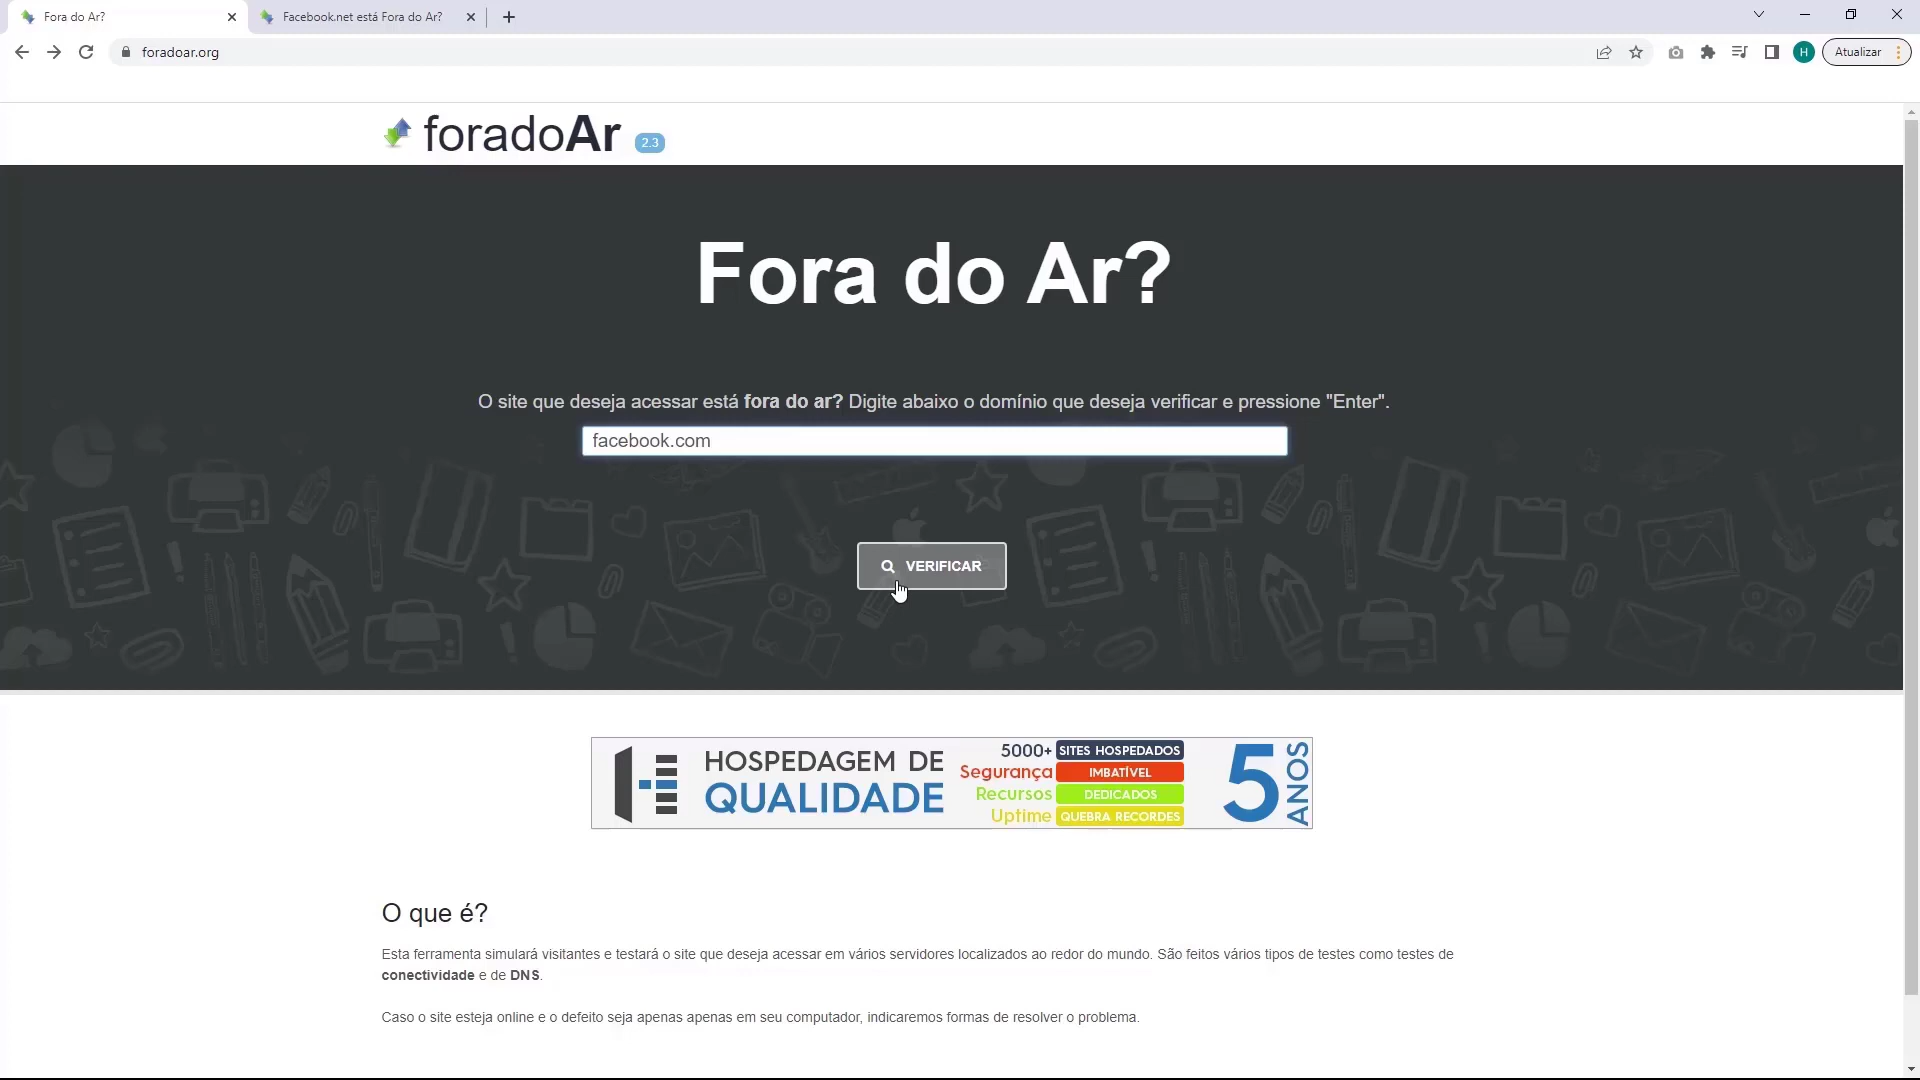 Fora do Ar?
Facebook.net está Fora do Ar?
foradoar.org
H
Atualizar
foradoAr 2.3
Fora do Ar?
O site que deseja acessar está fora do ar? Digite abaixo o domínio que deseja verificar e pressione "Enter".
facebook.com
VERIFICAR
HOSPEDAGEM DE
QUALIDADE
5000+ SITES HOSPEDADOS
Segurança IMBATÍVEL
Recursos DEDICADOS
Uptime QUEBRA RECORDES
5 ANOS
O que é?
Esta ferramenta simulará visitantes e testará o site que deseja acessar em vários servidores localizados ao redor do mundo. São feitos vários tipos de testes como testes de
conectividade e de DNS.
Caso o site esteja online e o defeito seja apenas apenas em seu computador, indicaremos formas de resolver o problema.